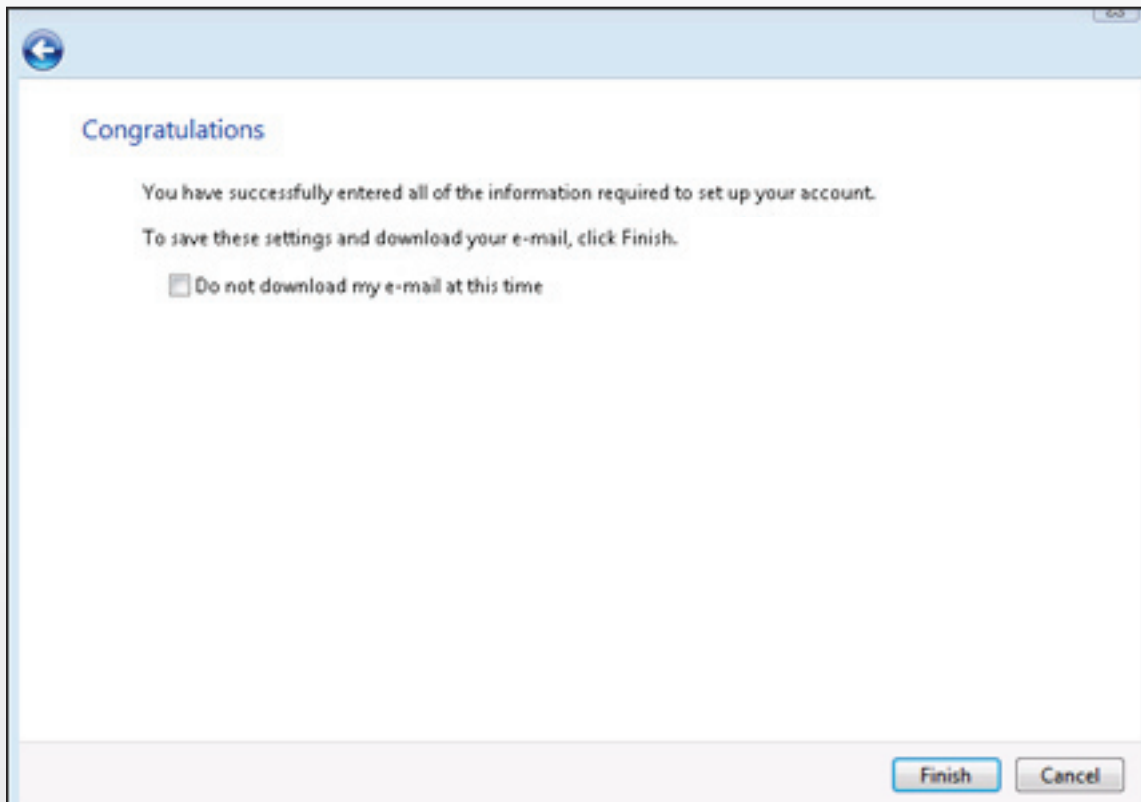 Congratulations
You have successfully entered all of the information required to set up your account.
To save these settings and download your e-mail, click Finish.
Do not download my e-mail at this time
Finish Cancel